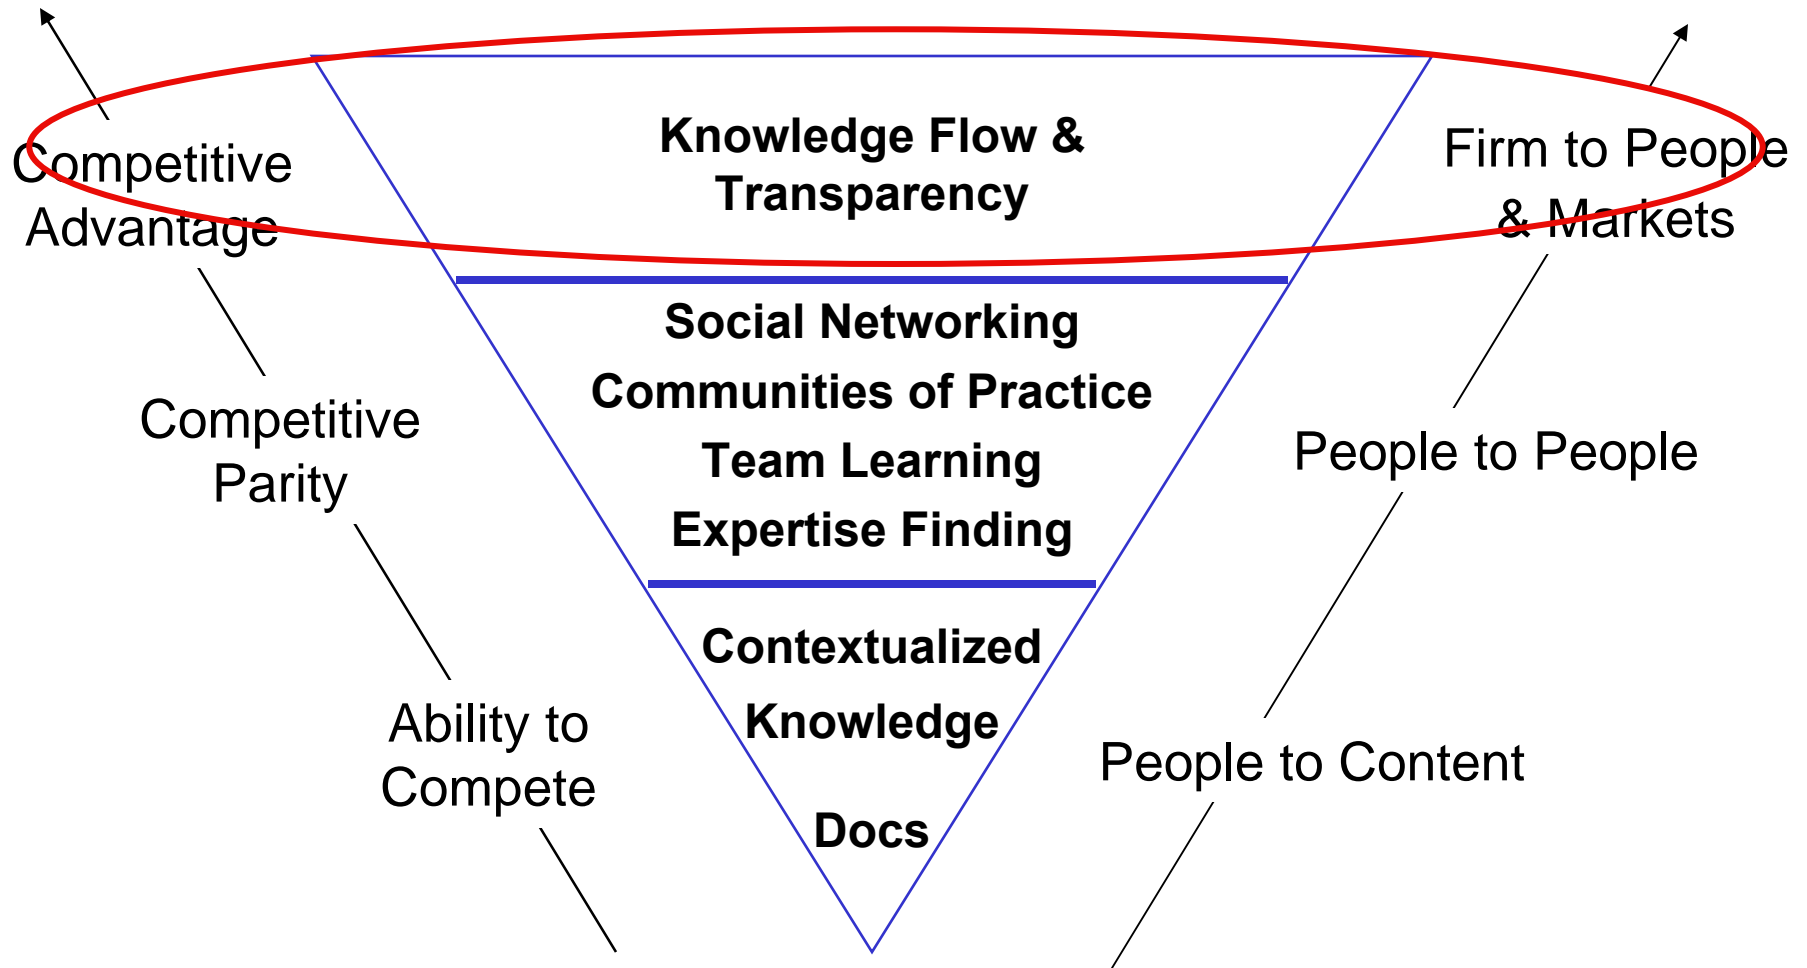 Knowledge Flow &
Transparency
Competitive
Advantage
Firm to People
& Markets
Social Networking
Communities of Practice
Team Learning
Expertise Finding
Competitive
Parity
People to People
Contextualized
Knowledge
Docs
Ability to
Compete
People to Content